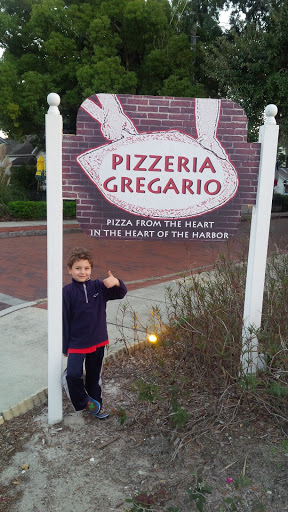 PIZZERIA
GREGARIO
PIZZA FROM THE HEART
IN THE HEART OF THE HARBOR